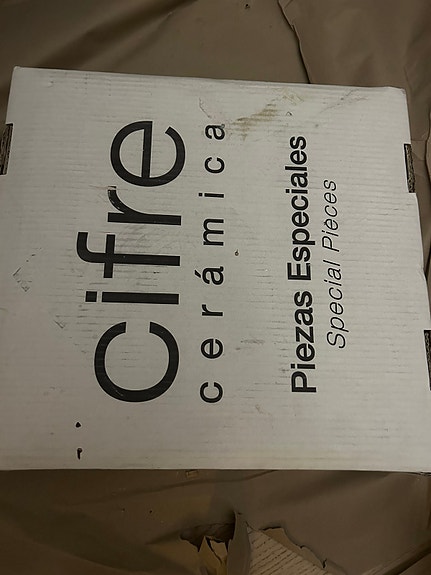 Cifre
cerámica
Piezas Especiales
Special Pieces